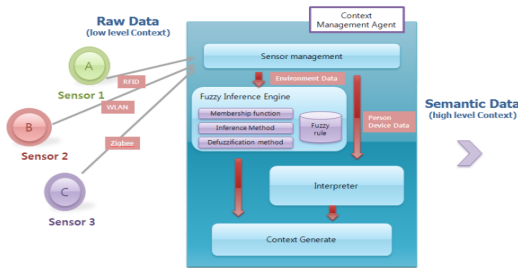 Raw Data
(low level Context)
Context
Management Agent
A
Sensor 1
RFID
B
Sensor 2
WLAN
C
Sensor 3
Zigbee
Sensor management
Environment Data
Fuzzy Inference Engine
Membership function
Inference Method
Defuzzification method
Fuzzy
rule
Person
Device Data
Interpreter
Context Generate
Semantic Data
(high level Context)